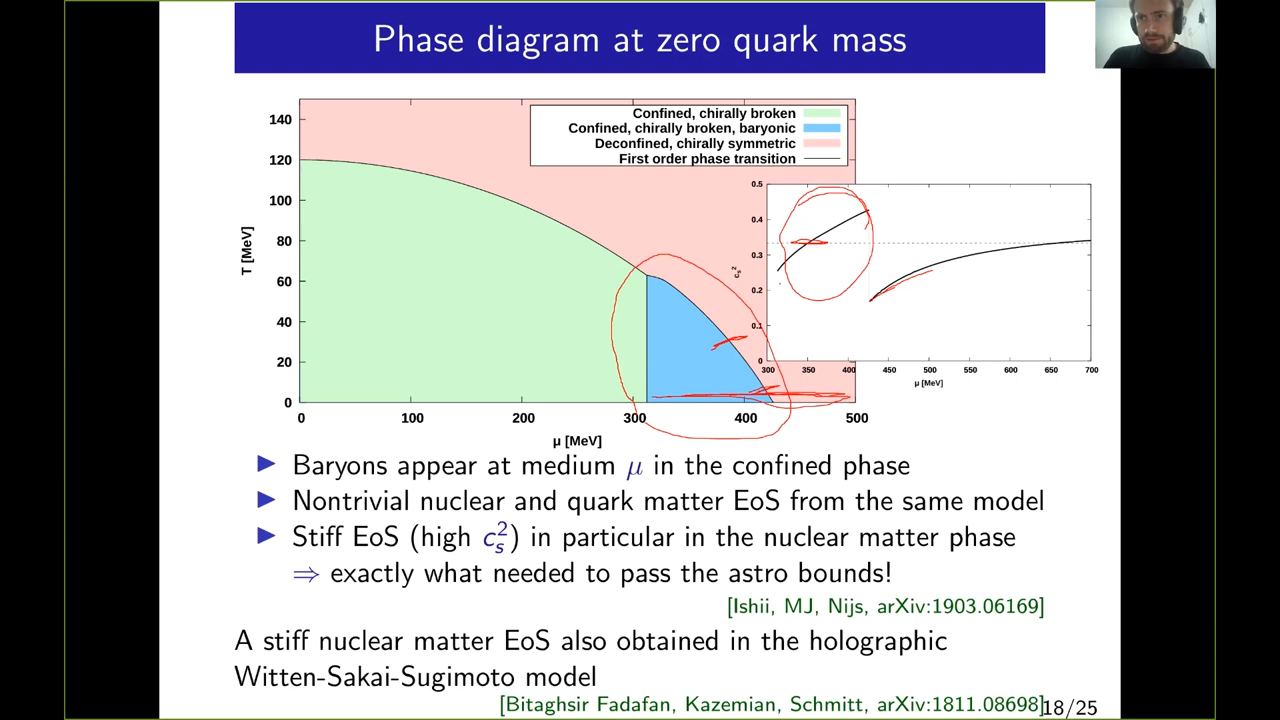 Phase diagram at zero quark mass
Confined, chirally broken
Confined, chirally broken, baryonic
Deconfined, chirally symmetric
First order phase transition
140
120
100
80
60
40
20
0
T [MeV]
0 100 200 300 400 500
μ [MeV]
0.5
0.4
0.3
0.2
0.1
0
c_s^2
300 350 400 450 500 550 600 650 700
μ [MeV]
▶ Baryons appear at medium μ in the confined phase
▶ Nontrivial nuclear and quark matter EoS from the same model
▶ Stiff EoS (high c_s^2) in particular in the nuclear matter phase
⇒ exactly what needed to pass the astro bounds!
[Ishii, MJ, Nijs, arXiv:1903.06169]
A stiff nuclear matter EoS also obtained in the holographic
Witten-Sakai-Sugimoto model
[Bitaghsir Fadafan, Kazemian, Schmitt, arXiv:1811.08698]
18/25